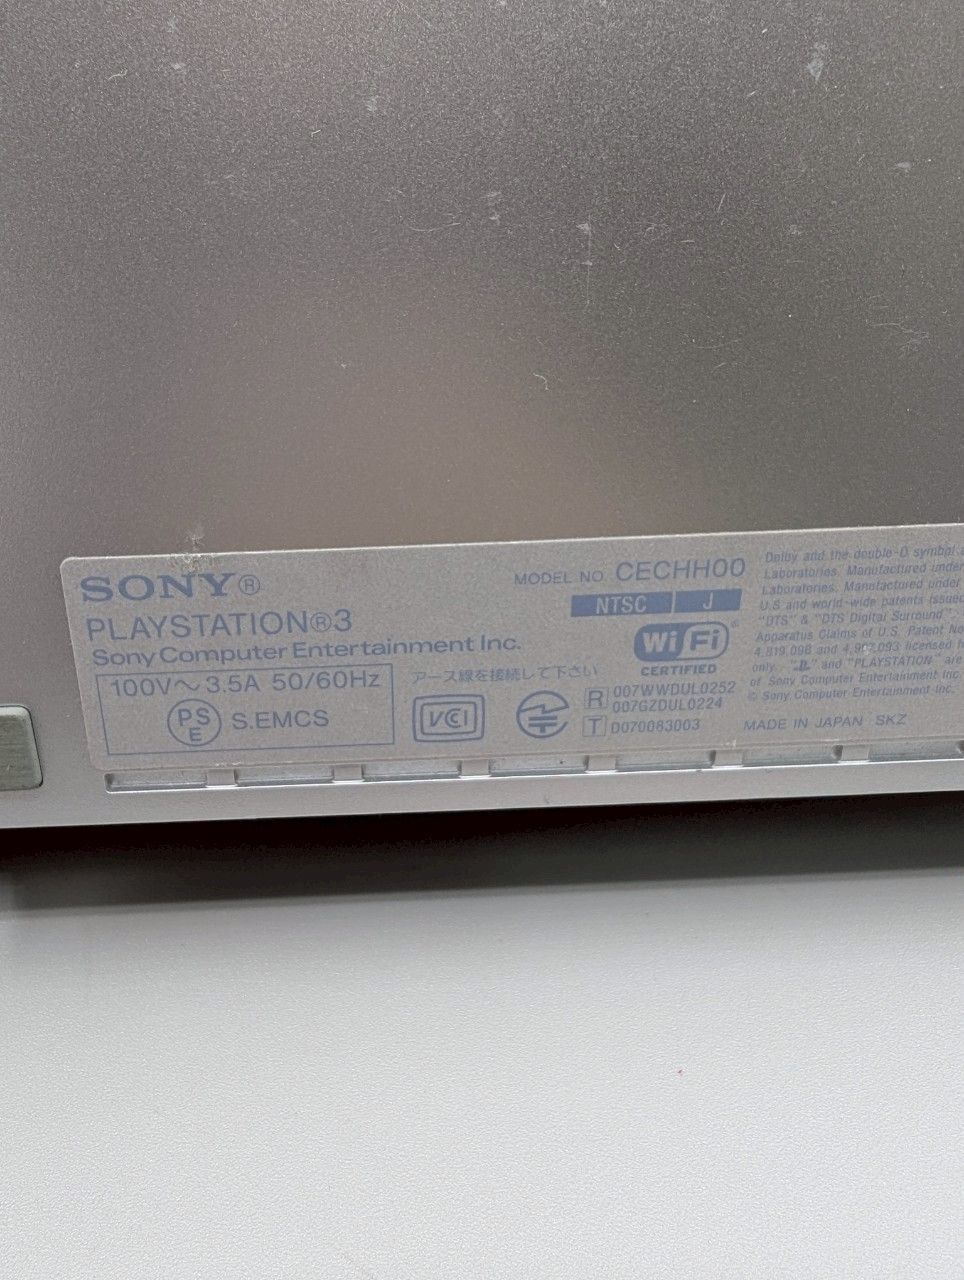 SONY®
PLAYSTATION®3
Sony Computer Entertainment Inc.
100V～3.5A 50/60Hz
PS
E
S.EMCS
MODEL NO. CECHH00
NTSC J
Wi Fi
CERTIFIED
アース線を接続して下さい
VCI
R 007WWDUL0252
007GZDUL0224
T D070083003
Dolby and the double-D symbol
Laboratories. Manufactured under
Laboratories. Manufactured under
U.S and world-wide patents issued
"DTS" & "DTS Digital Surround"
Apparatus Claims of U.S. Patent No
4,819,098 and 4,907,093 licensed
only. "PLAYSTATION" are
of Sony Computer Entertainment Inc.
© Sony Computer Entertainment Inc.
MADE IN JAPAN SKZ